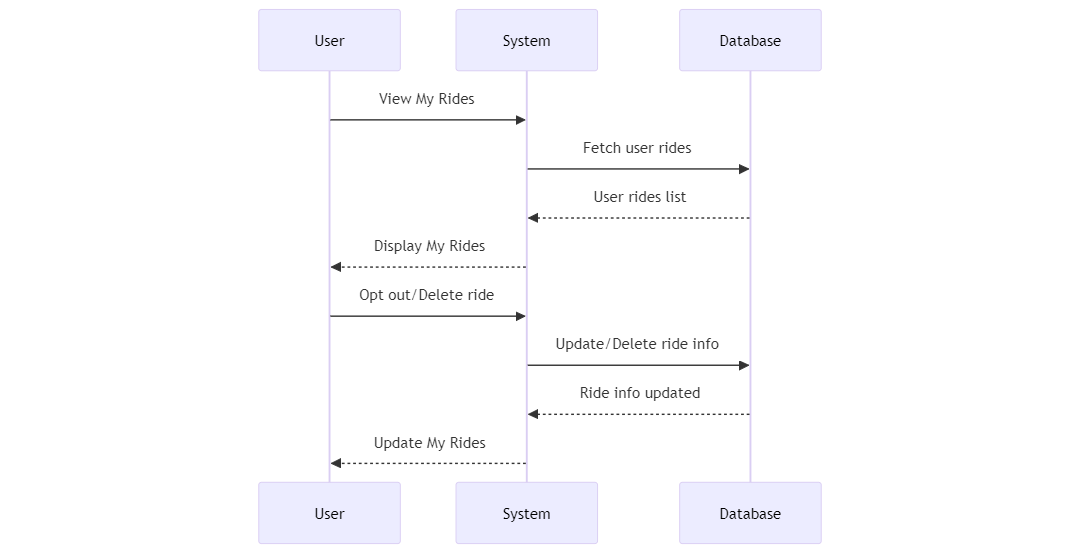 User System Database
View My Rides
Fetch user rides
User rides list
Display My Rides
Opt out/Delete ride
Update/Delete ride info
Ride info updated
Update My Rides
User System Database